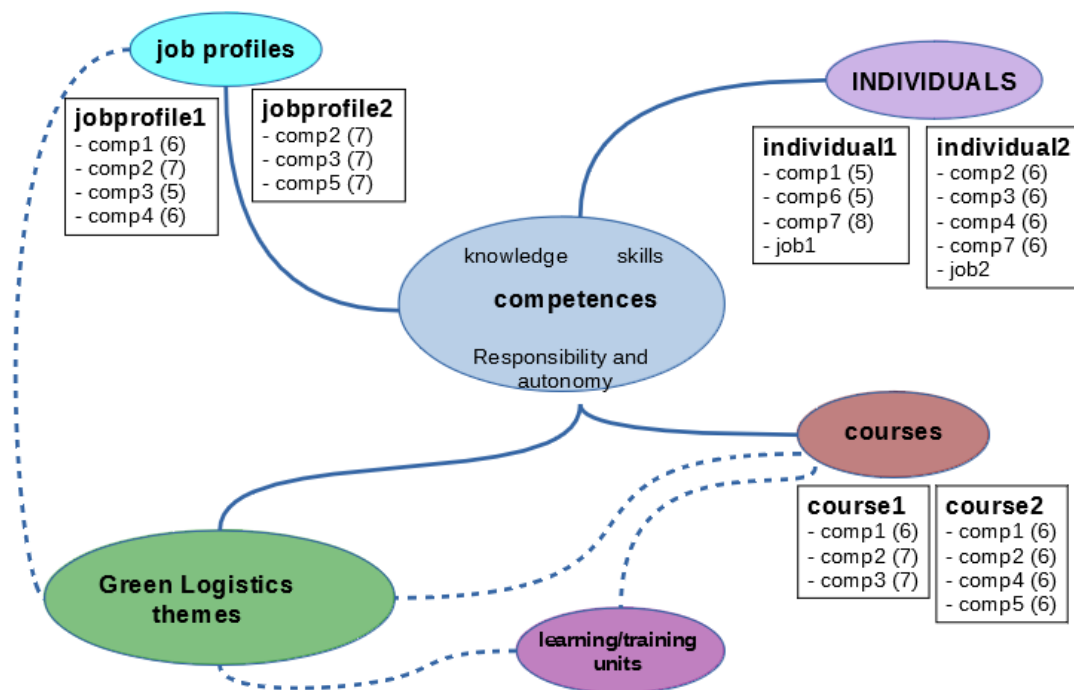 job profiles
jobprofile1
- comp1 (6)
- comp2 (7)
- comp3 (5)
- comp4 (6)
jobprofile2
- comp2 (7)
- comp3 (7)
- comp5 (7)
INDIVIDUALS
individual1
- comp1 (5)
- comp6 (5)
- comp7 (8)
- job1
individual2
- comp2 (6)
- comp3 (6)
- comp4 (6)
- comp7 (6)
- job2
knowledge skills
competences
Responsibility and
autonomy
courses
course1
- comp1 (6)
- comp2 (7)
- comp3 (7)
course2
- comp1 (6)
- comp2 (6)
- comp4 (6)
- comp5 (6)
Green Logistics
themes
learning/training
units